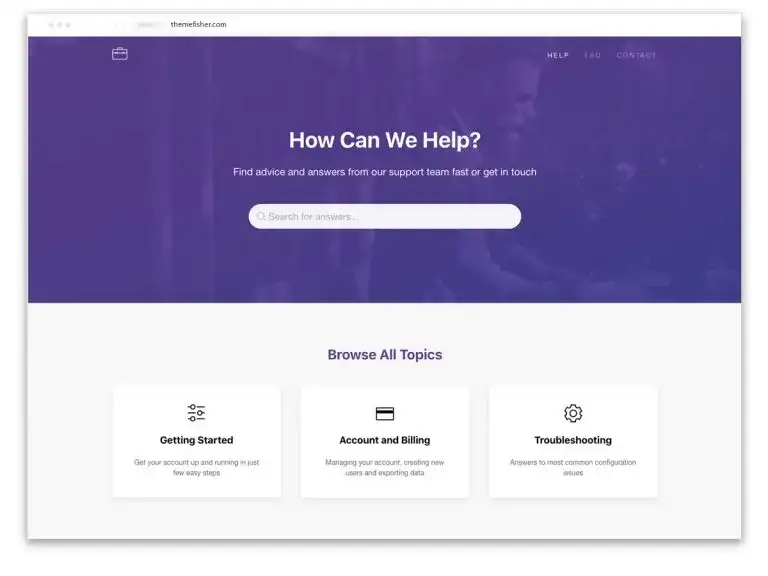 themefisher.com
HELP FAQ CONTACT
How Can We Help?
Find advice and answers from our support team fast or get in touch
Search for answers...
Browse All Topics
Getting Started
Get your account up and running in just
few easy steps
Account and Billing
Managing your account, creating new
users and exporting data
Troubleshooting
Answers to most common configuration
issues